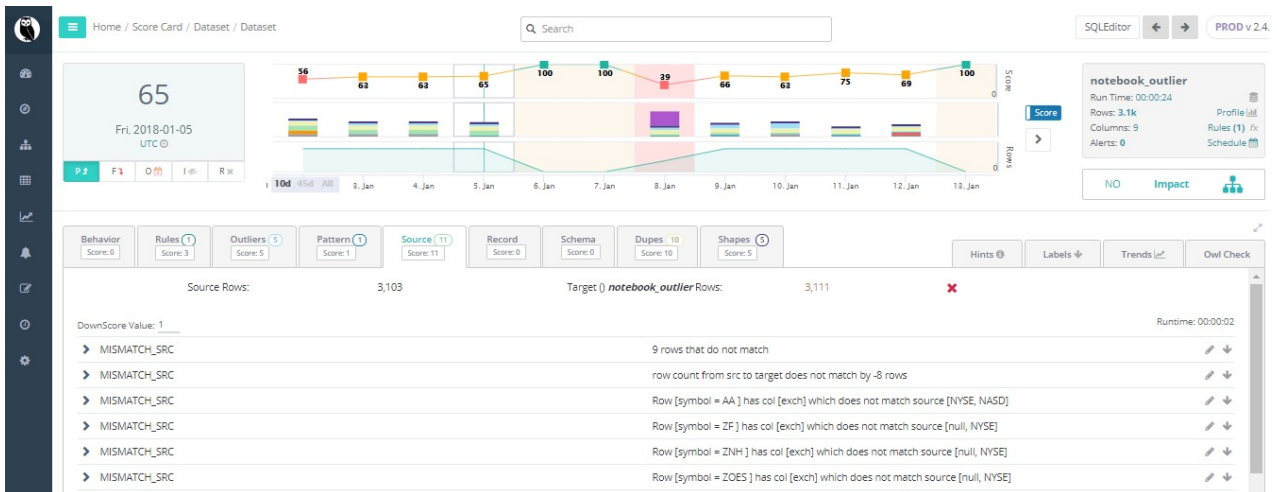 Home / Score Card / Dataset / Dataset
Search
SQLEditor
PROD v 2.4.
65
Fri, 2018-01-05
UTC
P F O I R
56 63 63 65 100 100 39 66 63 75 69 100
Score
0
Rows
0
10d 45d All
3. Jan 4. Jan 5. Jan 6. Jan 7. Jan 8. Jan 9. Jan 10. Jan 11. Jan 12. Jan 13. Jan
Score
notebook_outlier
Run Time: 00:00:24
Rows: 3.1k Profile
Columns: 9 Rules (1) fx
Alerts: 0 Schedule
NO Impact
Behavior Score: 0
Rules 1 Score: 3
Outliers 5 Score: 5
Pattern 1 Score: 1
Source 11 Score: 11
Record Score: 0
Schema Score: 0
Dupes 10 Score: 10
Shapes 5 Score: 5
Hints
Labels
Trends
Owl Check
Source Rows: 3,103 Target () notebook_outlier Rows: 3,111
DownScore Value: 1 Runtime: 00:00:02
MISMATCH_SRC 9 rows that do not match
MISMATCH_SRC row count from src to target does not match by -8 rows
MISMATCH_SRC Row [symbol = AA ] has col [exch] which does not match source [NYSE, NASD]
MISMATCH_SRC Row [symbol = ZF ] has col [exch] which does not match source [null, NYSE]
MISMATCH_SRC Row [symbol = ZNH ] has col [exch] which does not match source [null, NYSE]
MISMATCH_SRC Row [symbol = ZOES ] has col [exch] which does not match source [null, NYSE]